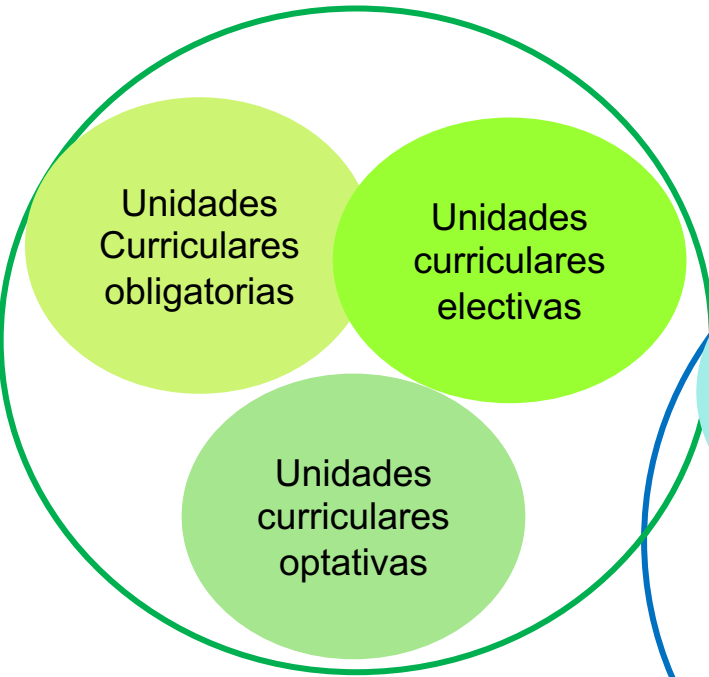 Unidades
Curriculares
obligatorias
Unidades
curriculares
electivas
Unidades
curriculares
optativas